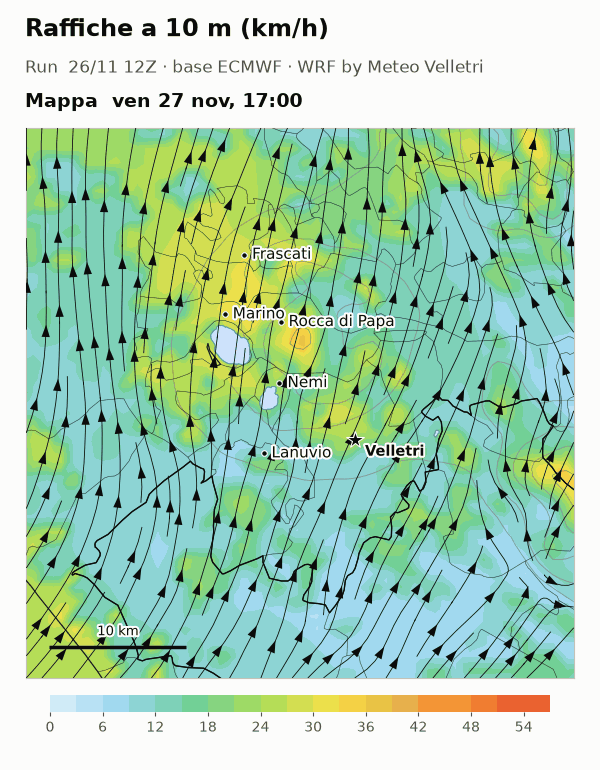 Raffiche a 10 m (km/h)
Run  26/11 12Z · base ECMWF · WRF by Meteo Velletri
Mappa  ven 27 nov, 17:00
Frascati
Marino
Rocca di Papa
Nemi
Velletri
Lanuvio
10 km
0 6 12 18 24 30 36 42 48 54